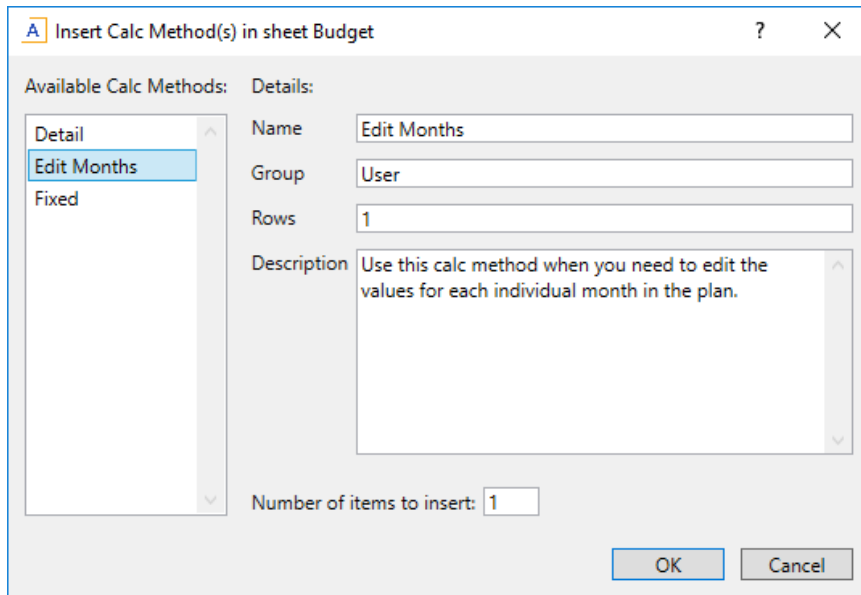 A Insert Calc Method(s) in sheet Budget ?
Available Calc Methods:
Detail
Edit Months
Fixed
Details:
Name Edit Months
Group User
Rows 1
Description Use this calc method when you need to edit the
values for each individual month in the plan.
Number of items to insert: 1
OK Cancel